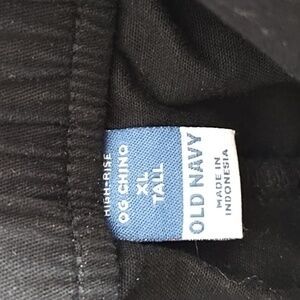 HIGH-RISE
OG CHINO
XL
TALL
OLD NAVY
MADE IN
INDONESIA